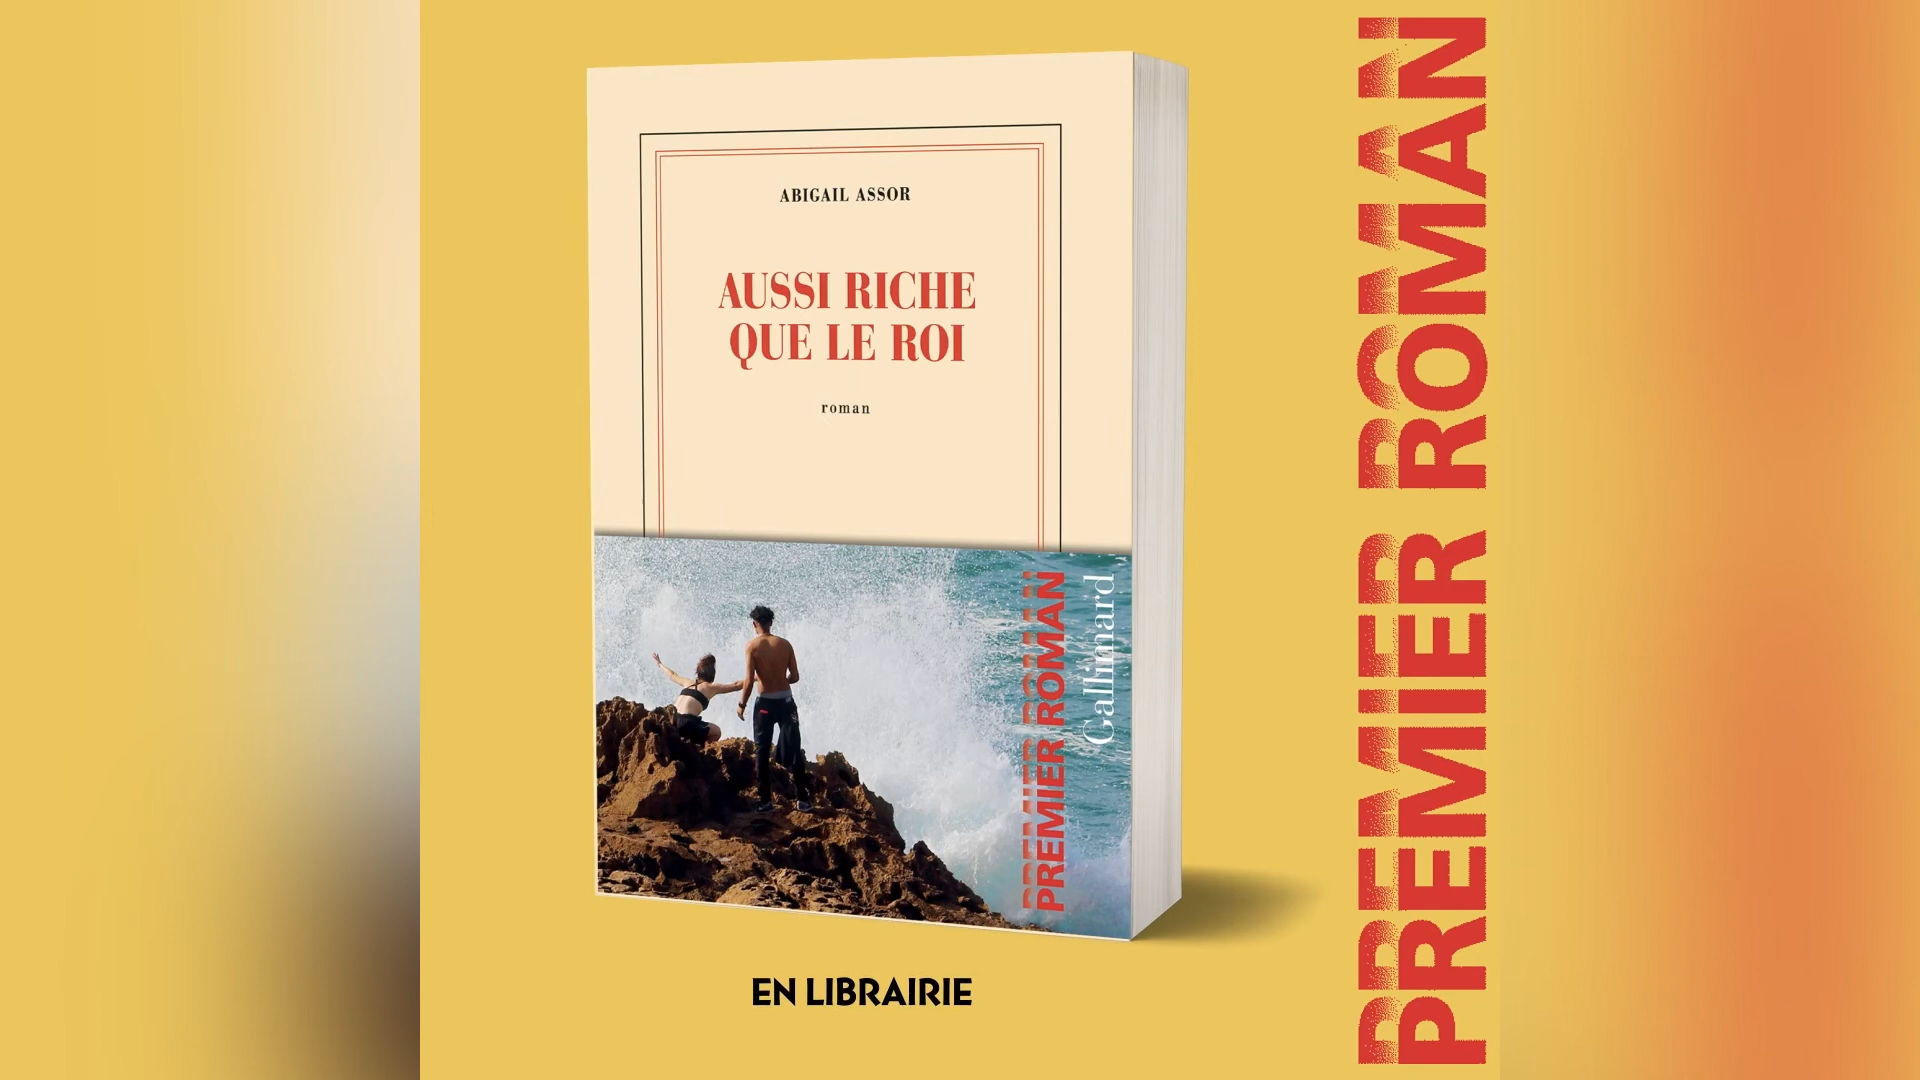 ABIGAIL ASSOR
AUSSI RICHE
QUE LE ROI
roman
PREMIER ROMAN
Gallimard
EN LIBRAIRIE
PREMIER ROMAN